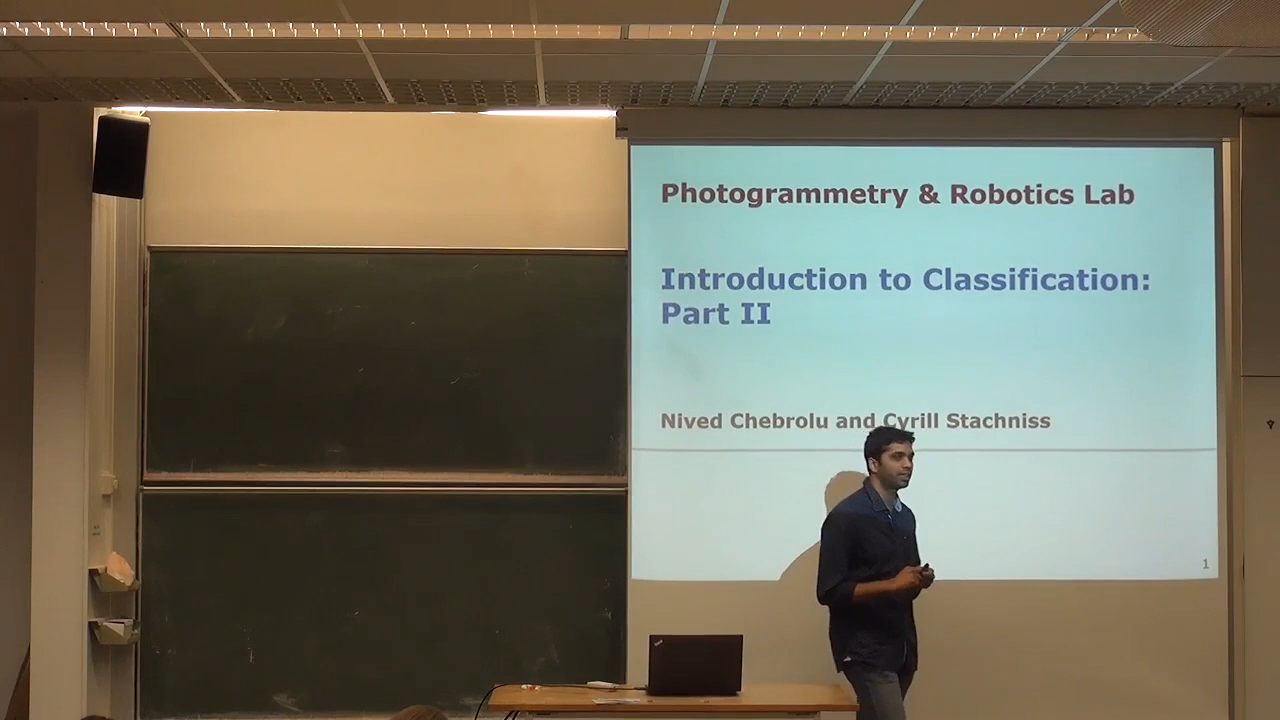 Photogrammetry & Robotics Lab
Introduction to Classification:
Part II
Nived Chebrolu and Cyrill Stachniss
1